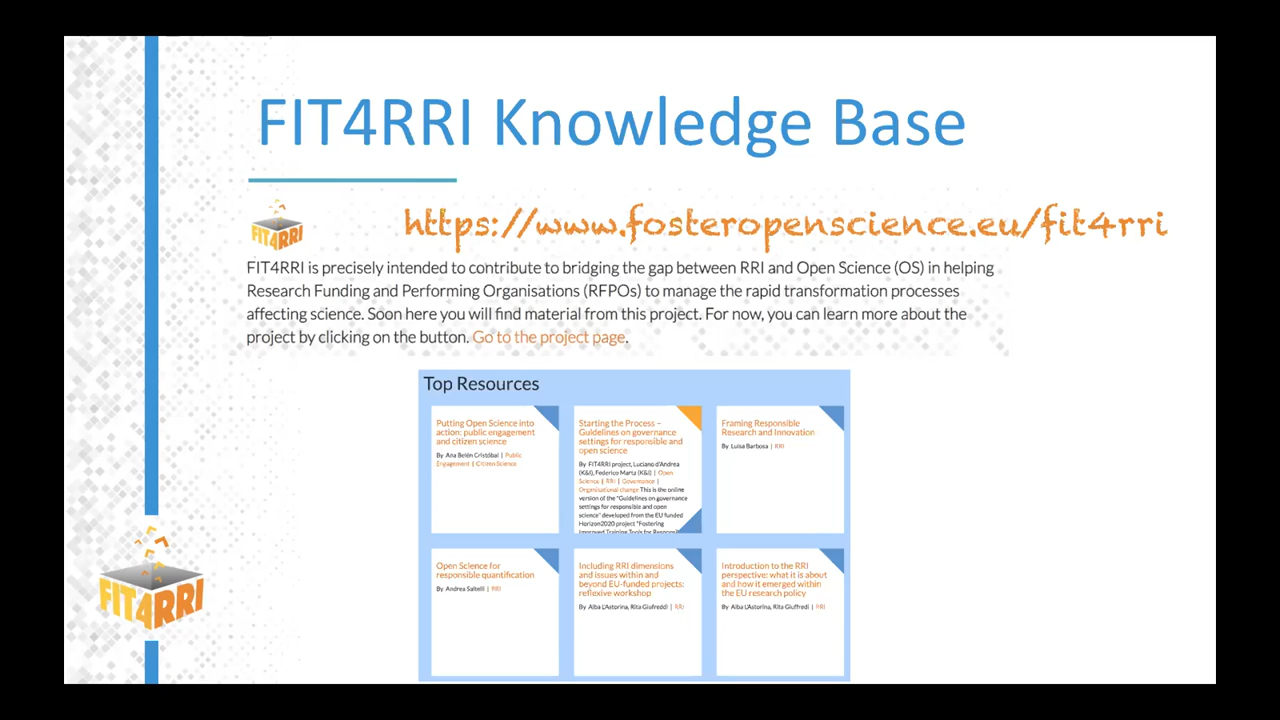 FIT4RRI Knowledge Base
FIT4RRI
https://www.fosteropenscience.eu/fit4rri
FIT4RRI is precisely intended to contribute to bridging the gap between RRI and Open Science (OS) in helping
Research Funding and Performing Organisations (RFPOs) to manage the rapid transformation processes
affecting science. Soon here you will find material from this project. For now, you can learn more about the
project by clicking on the button. Go to the project page.
Top Resources
Putting Open Science into
action: public engagement
and citizen science
By Ana Belén Cristóbal | Public
Engagement | Citizen Science
Starting the Process –
Guidelines on governance
settings for responsible and
open science
By FIT4RRI project, Luciano d'Andrea
(K&I), Federico Marta (K&I) | Open
Science | RRI | Governance |
Organisational change This is the online
version of the "Guidelines on governance
settings for responsible and open
science" developed from the EU funded
Horizon2020 project "Fostering
Improved Training Tools for Responsi
Framing Responsible
Research and Innovation
By Luisa Barbosa | RRI
Open Science for
responsible quantification
By Andrea Saltelli | RRI
Including RRI dimensions
and issues within and
beyond EU-funded projects:
reflexive workshop
By Alba L'Astorina, Rita Giufreddi | RRI
Introduction to the RRI
perspective: what it is about
and how it emerged within
the EU research policy
By Alba L'Astorina, Rita Giuffredi | RRI
FIT4RRI